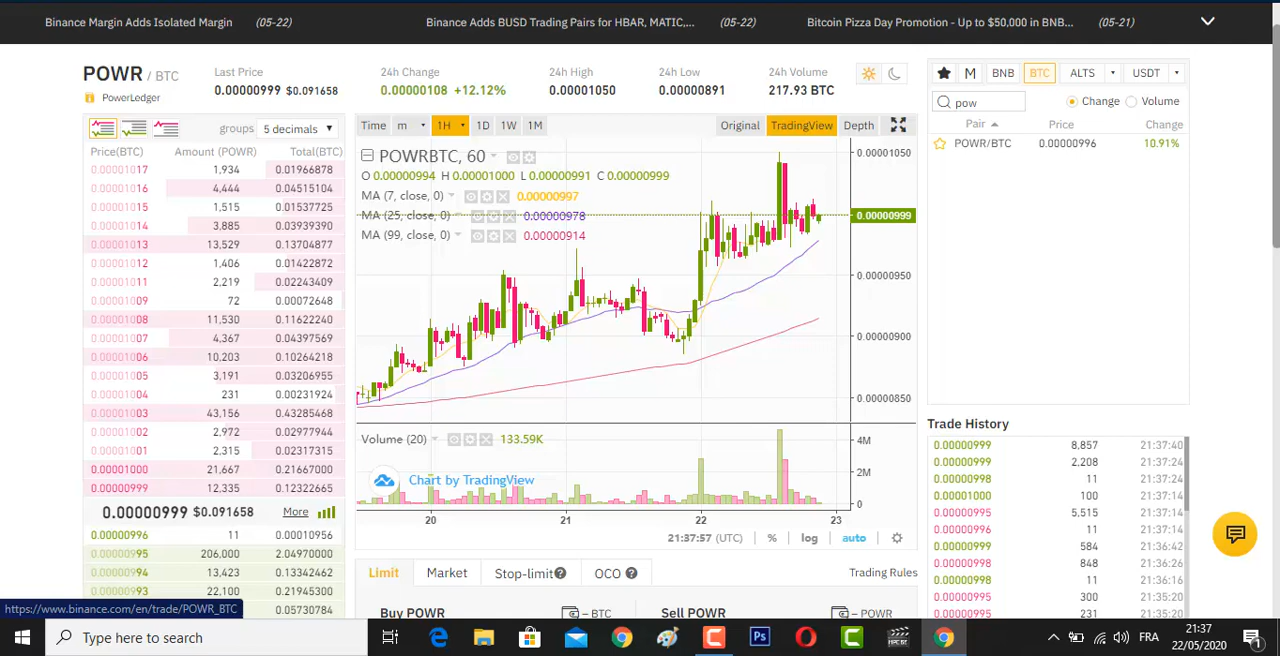 Binance Margin Adds Isolated Margin (05-22) Binance Adds BUSD Trading Pairs for HBAR, MATIC,... (05-22) Bitcoin Pizza Day Promotion - Up to $50,000 in BNB... (05-21)
POWR / BTC
PowerLedger
Last Price
0.00000999 $0.091658
24h Change
0.00000108 +12.12%
24h High
0.00001050
24h Low
0.00000891
24h Volume
217.93 BTC
groups 5 decimals
Price(BTC) Amount (POWR) Total(BTC)
0.00001017 1,934 0.01966878
0.00001016 4,444 0.04515104
0.00001015 1,515 0.01537725
0.00001014 3,885 0.03939390
0.00001013 13,529 0.13704877
0.00001012 1,406 0.01422872
0.00001011 2,219 0.02243409
0.00001009 72 0.00072648
0.00001008 11,530 0.11622240
0.00001007 4,367 0.04397569
0.00001006 10,203 0.10264218
0.00001005 3,191 0.03206955
0.00001004 231 0.00231924
0.00001003 43,156 0.43285468
0.00001002 2,972 0.02977944
0.00001001 2,315 0.02317315
0.00001000 21,667 0.21667000
0.00000999 12,335 0.12322665
0.00000999 $0.091658 More
0.00000996 11 0.00010956
0.00000995 206,000 2.04970000
0.00000994 13,423 0.13342462
0.00000993 22,100 0.21945300
0.05730784
https://www.binance.com/en/trade/POWR_BTC
Time m 1H 1D 1W 1M Original TradingView Depth
POWRBTC, 60
O 0.00000994 H 0.00001000 L 0.00000991 C 0.00000999
MA (7, close, 0) 0.00000997
MA (25, close, 0) 0.00000978
MA (99, close, 0) 0.00000914
0.00001050
0.00000999
0.00000950
0.00000900
0.00000850
Volume (20) 133.59K
4M
2M
0
Chart by TradingView
20 21 22 23
21:37:57 (UTC) % log auto
Limit Market Stop-limit OCO Trading Rules
Buy POWR – BTC Sell POWR – POWR
M BNB BTC ALTS USDT
pow Change Volume
Pair Price Change
POWR/BTC 0.00000996 10.91%
Trade History
0.00000999 8,857 21:37:40
0.00000999 2,208 21:37:24
0.00000998 11 21:37:24
0.00001000 100 21:37:14
0.00000995 5,515 21:37:14
0.00000996 11 21:37:14
0.00000999 584 21:36:42
0.00000998 848 21:36:26
0.00000998 11 21:36:16
0.00000995 300 21:35:20
0.00000995 231 21:35:20
Type here to search
Ps
FRA
21:37
22/05/2020
1